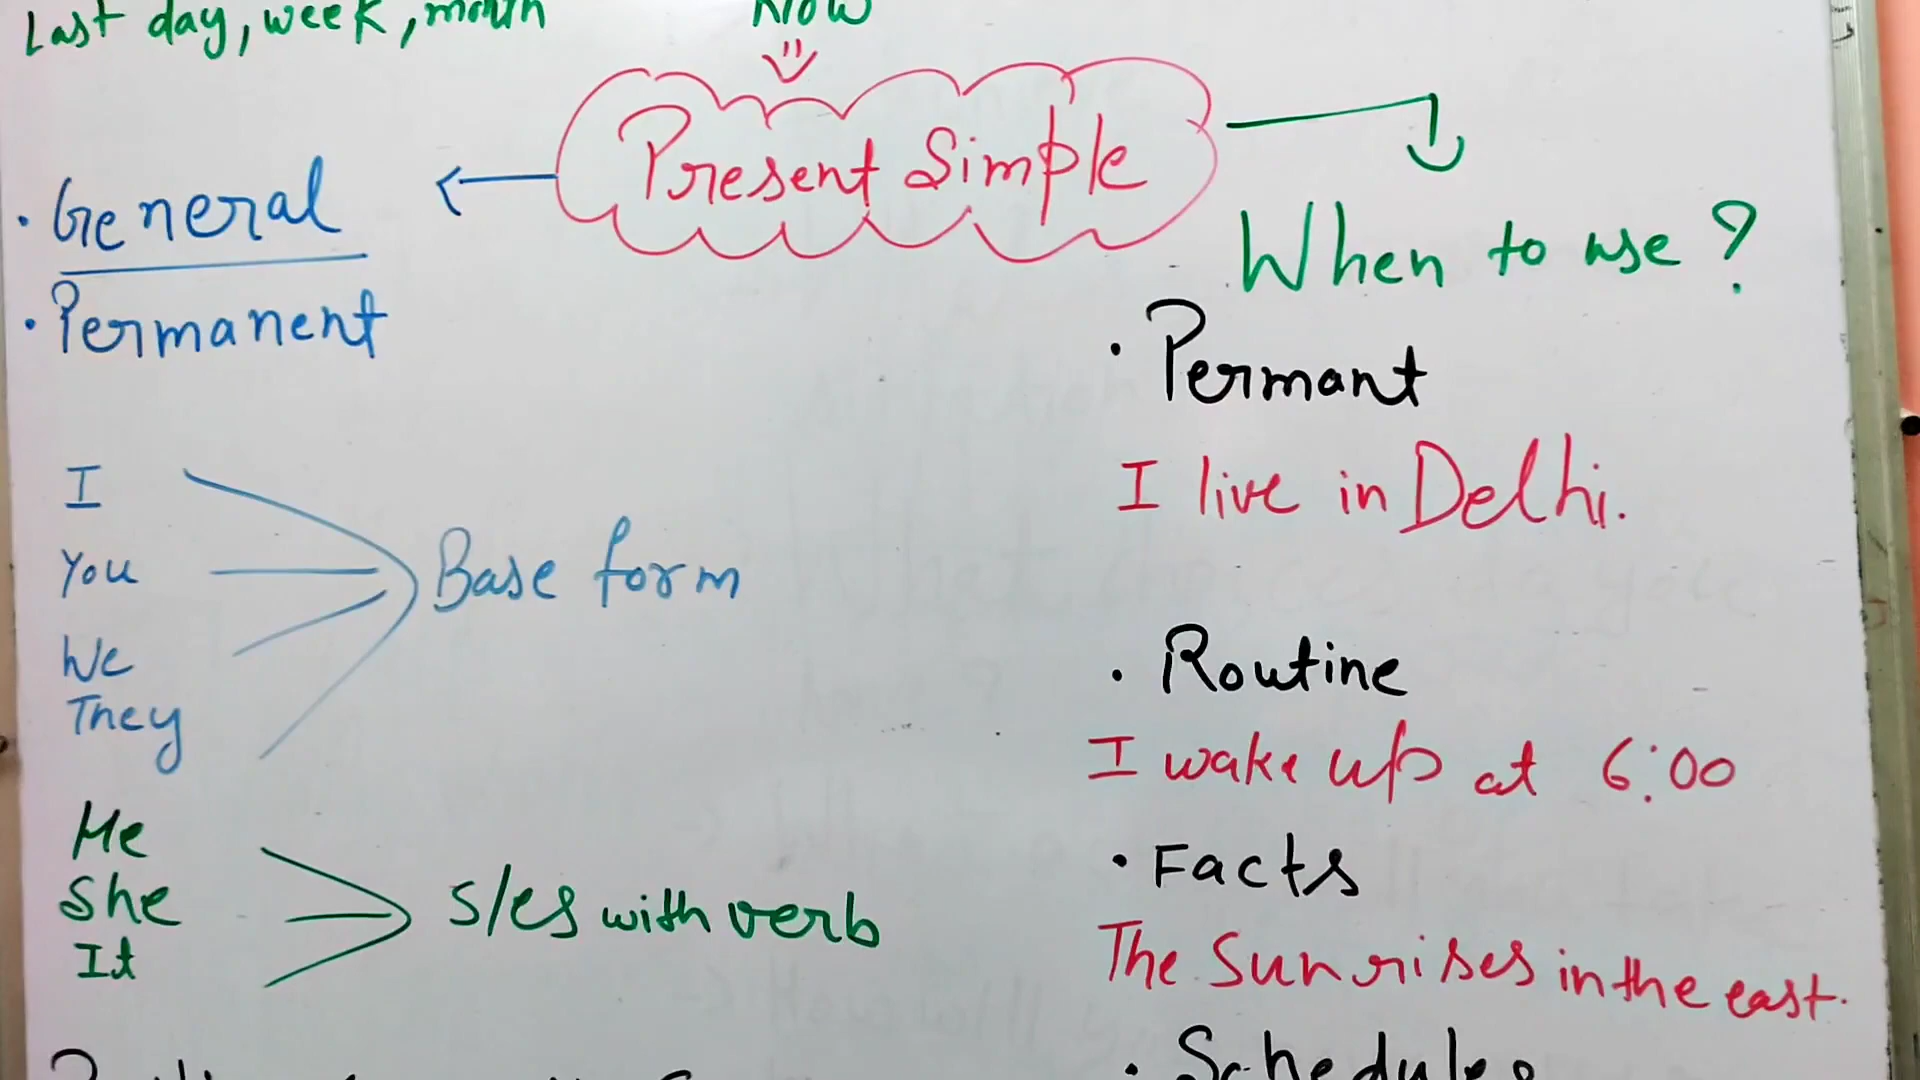 Last day, week, month
Now
Present Simple
· General
· Permanent
I
You
We
They
Base form
He
She
It
s/es with verb
When to use ?
· Permant
I live in Delhi.
· Routine
I wake up at 6:00
· Facts
The Sun rises in the east.
· Schedules